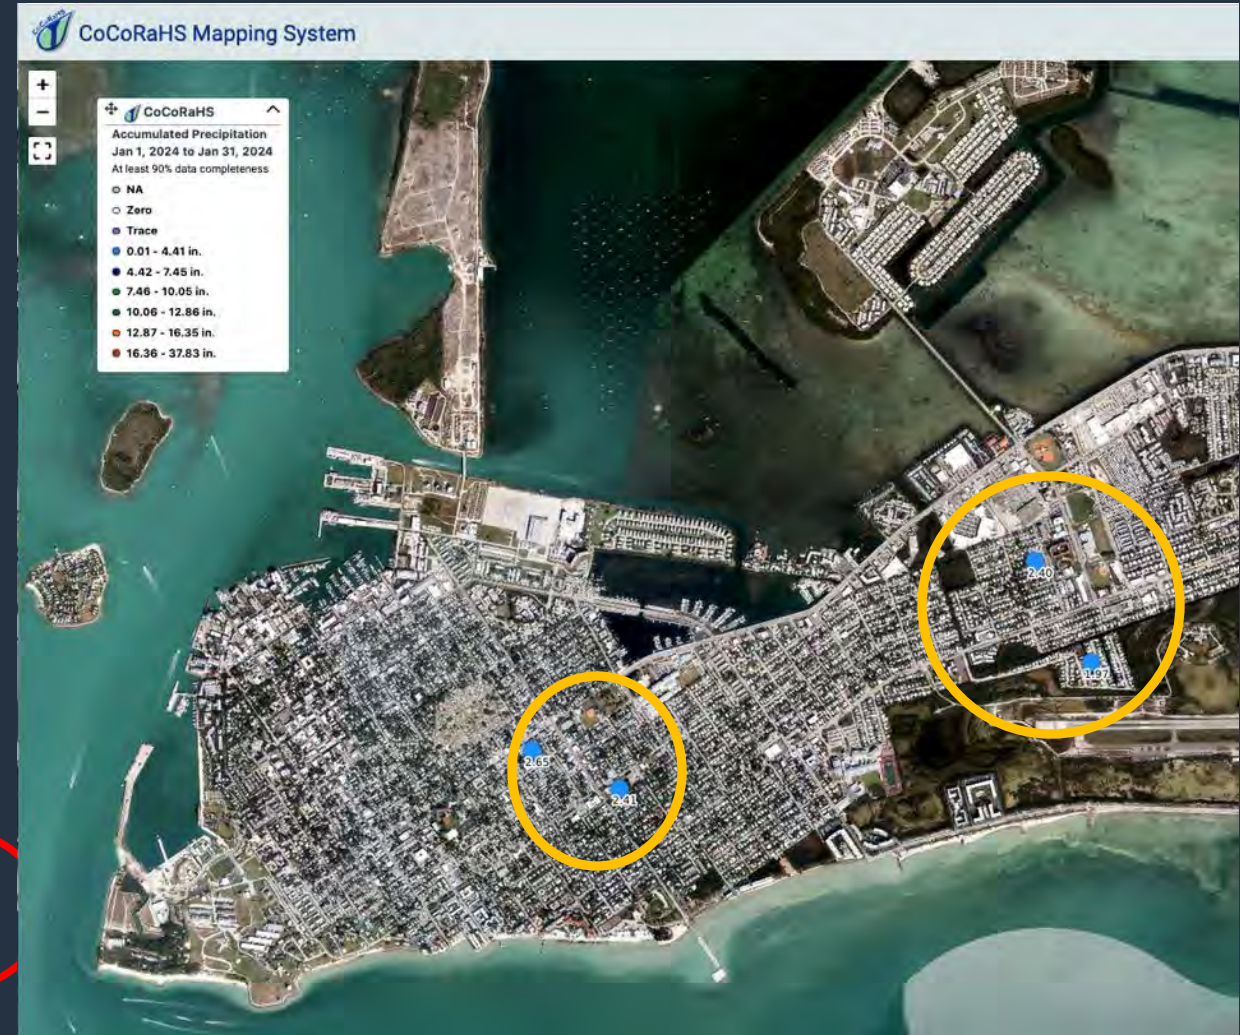 CoCoRaHS
CoCoRaHS Mapping System
+
−
CoCoRaHS
Accumulated Precipitation
Jan 1, 2024 to Jan 31, 2024
At least 90% data completeness
NA
Zero
Trace
0.01 - 4.41 in.
4.42 - 7.45 in.
7.46 - 10.05 in.
10.06 - 12.86 in.
12.87 - 16.35 in.
16.36 - 37.83 in.
2.40
1.97
2.65
2.41